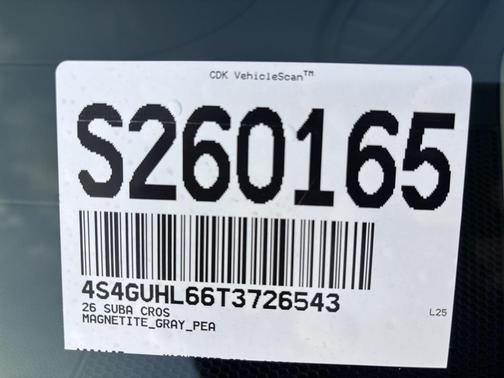 CDK VehicleScan™
S260165
4S4GUHL66T3726543
26 SUBA CROS
MAGNETITE_GRAY_PEA
L25